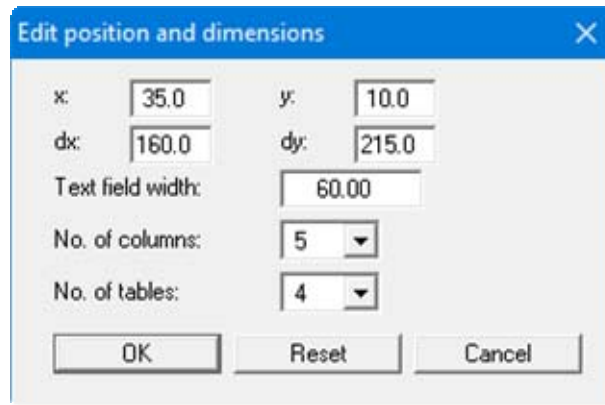 Edit position and dimensions
x: 35.0 y: 10.0
dx: 160.0 dy: 215.0
Text field width: 60.00
No. of columns: 5
No. of tables: 4
OK Reset Cancel